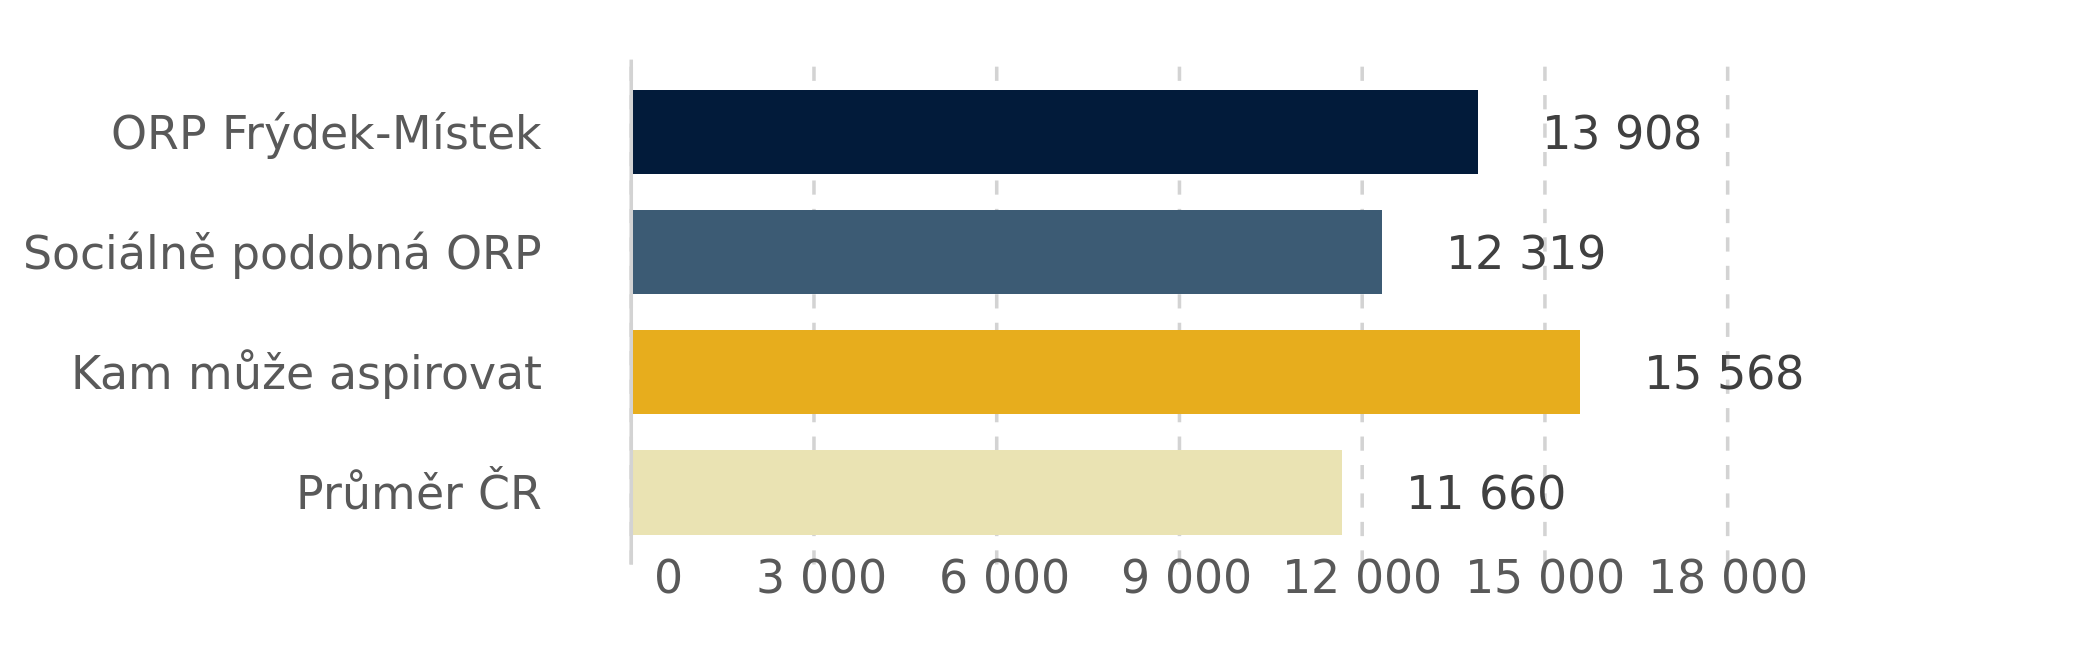 ORP Frýdek-Místek 13 908
Sociálně podobná ORP 12 319
Kam může aspirovat 15 568
Průměr ČR 11 660
0 3 000 6 000 9 000 12 000 15 000 18 000